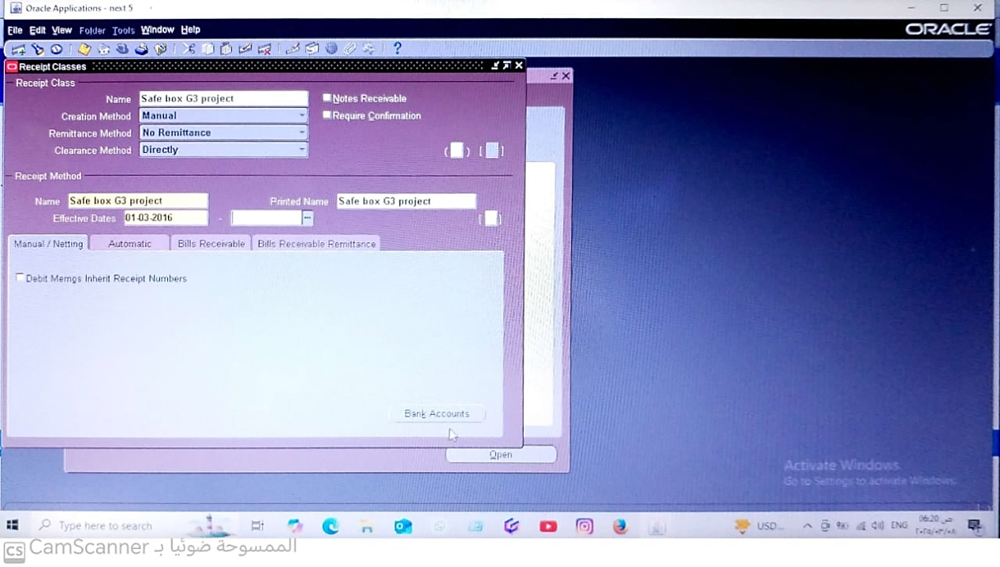 Oracle Applications - next 5
File Edit View Folder Tools Window Help
ORACLE
Receipt Classes
Receipt Class
Name Safe box G3 project
Notes Receivable
Creation Method Manual
Require Confirmation
Remittance Method No Remittance
Clearance Method Directly
Receipt Method
Name Safe box G3 project
Printed Name Safe box G3 project
Effective Dates 01-03-2016 -
Manual / Netting Automatic Bills Receivable Bills Receivable Remittance
Debit Memos Inherit Receipt Numbers
Bank Accounts
Open
Activate Windows
Go to Settings to activate Windows.
Type here to search
USD...
ENG
06:20 ص
٢٠٢٥/٠٣/٠٨
CS CamScanner الممسوحة ضوئيا بـ